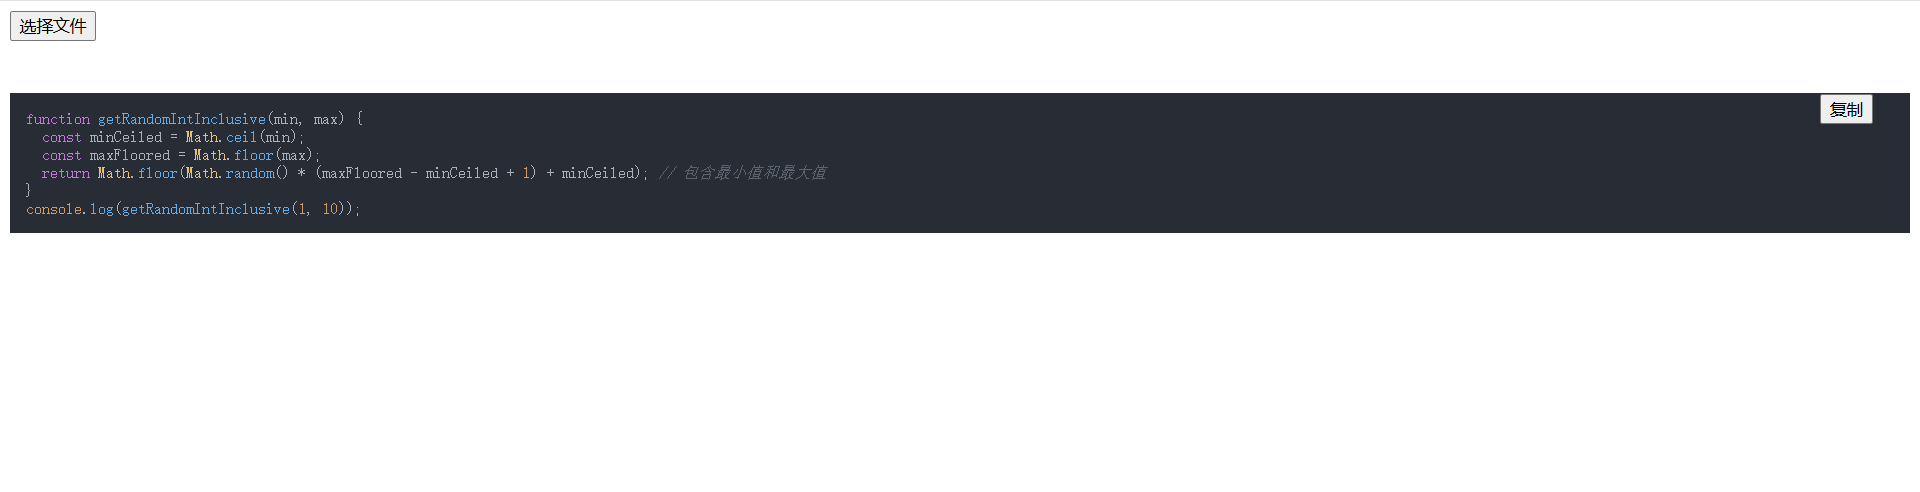 选择文件
复制
function getRandomIntInclusive(min, max) {
  const minCeiled = Math.ceil(min);
  const maxFloored = Math.floor(max);
  return Math.floor(Math.random() * (maxFloored - minCeiled + 1) + minCeiled); // 包含最小值和最大值
}
console.log(getRandomIntInclusive(1, 10));